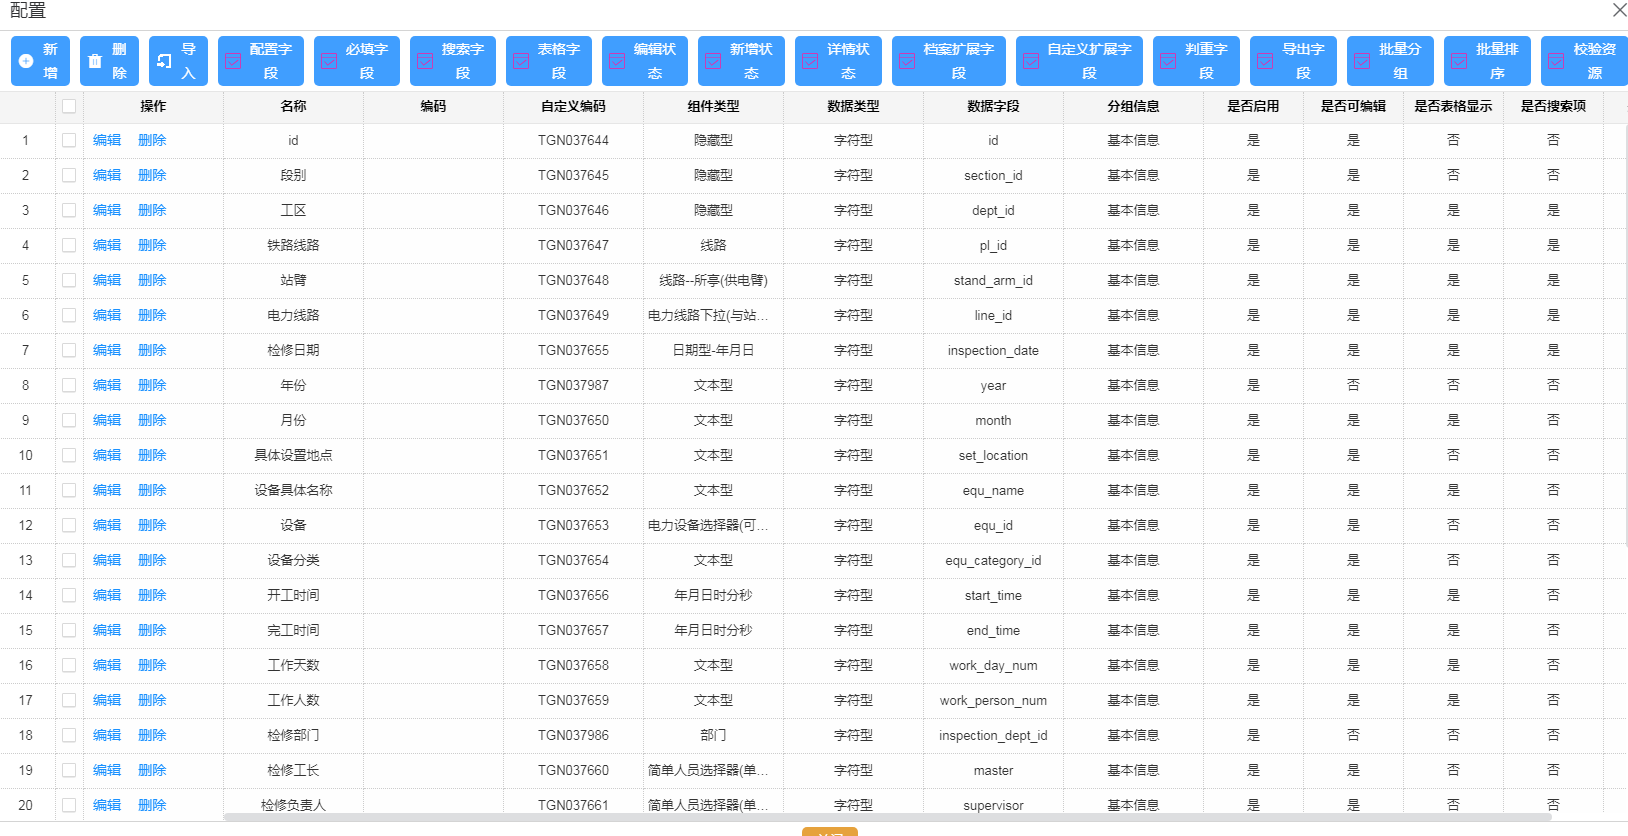 配置
新增 删除 导入 配置字段 必填字段 搜索字段 表格字段 编辑状态 新增状态 详情状态 档案扩展字段 自定义扩展字段 判重字段 导出字段 批量分组 批量排序 校验资源
操作 名称 编码 自定义编码 组件类型 数据类型 数据字段 分组信息 是否启用 是否可编辑 是否表格显示 是否搜索项
1 编辑 删除 id TGN037644 隐藏型 字符型 id 基本信息 是 是 否 否
2 编辑 删除 段别 TGN037645 隐藏型 字符型 section_id 基本信息 是 是 否 否
3 编辑 删除 工区 TGN037646 隐藏型 字符型 dept_id 基本信息 是 是 是 是
4 编辑 删除 铁路线路 TGN037647 线路 字符型 pl_id 基本信息 是 是 是 是
5 编辑 删除 站臂 TGN037648 线路--所亭(供电臂) 字符型 stand_arm_id 基本信息 是 是 是 是
6 编辑 删除 电力线路 TGN037649 电力线路下拉(与站... 字符型 line_id 基本信息 是 是 是 是
7 编辑 删除 检修日期 TGN037655 日期型-年月日 字符型 inspection_date 基本信息 是 是 是 是
8 编辑 删除 年份 TGN037987 文本型 字符型 year 基本信息 是 否 否 否
9 编辑 删除 月份 TGN037650 文本型 字符型 month 基本信息 是 是 是 否
10 编辑 删除 具体设置地点 TGN037651 文本型 字符型 set_location 基本信息 是 是 否 否
11 编辑 删除 设备具体名称 TGN037652 文本型 字符型 equ_name 基本信息 是 是 是 否
12 编辑 删除 设备 TGN037653 电力设备选择器(可... 字符型 equ_id 基本信息 是 是 否 否
13 编辑 删除 设备分类 TGN037654 文本型 字符型 equ_category_id 基本信息 是 是 否 否
14 编辑 删除 开工时间 TGN037656 年月日时分秒 字符型 start_time 基本信息 是 是 是 否
15 编辑 删除 完工时间 TGN037657 年月日时分秒 字符型 end_time 基本信息 是 是 是 否
16 编辑 删除 工作天数 TGN037658 文本型 字符型 work_day_num 基本信息 是 是 是 否
17 编辑 删除 工作人数 TGN037659 文本型 字符型 work_person_num 基本信息 是 是 是 否
18 编辑 删除 检修部门 TGN037986 部门 字符型 inspection_dept_id 基本信息 是 否 否 否
19 编辑 删除 检修工长 TGN037660 简单人员选择器(单... 字符型 master 基本信息 是 是 否 否
20 编辑 删除 检修负责人 TGN037661 简单人员选择器(单... 字符型 supervisor 基本信息 是 是 否 否